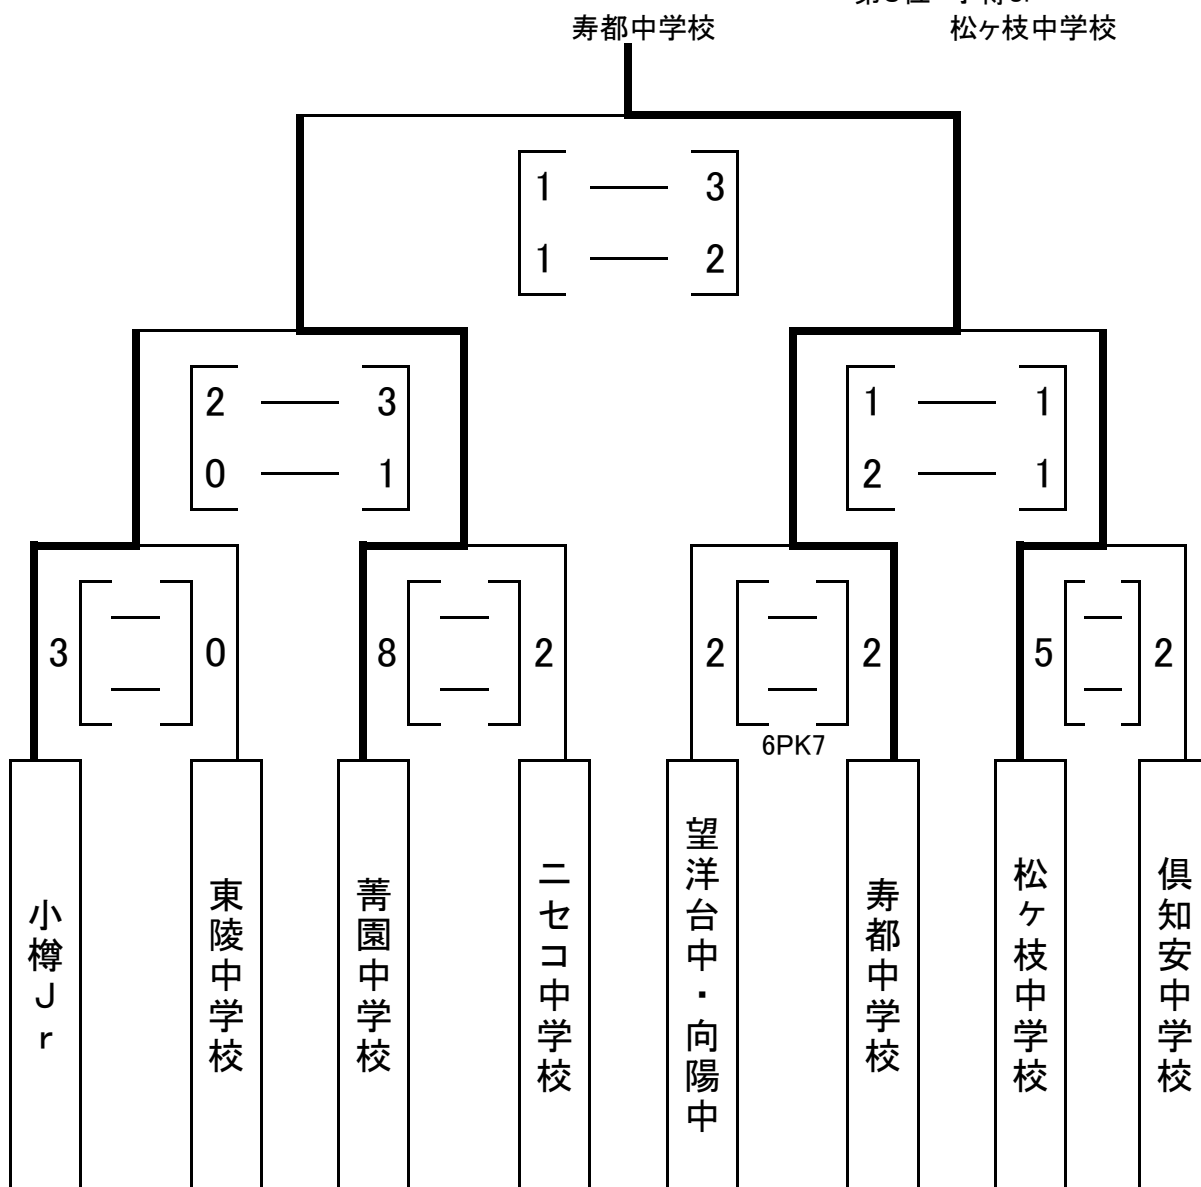 寿都中学校
松ヶ枝中学校
1 — 3
1 — 2
2 — 3
0 — 1
1 — 1
2 — 1
3 — 0
8 — 2
2 — 2
5 — 2
6PK7
小樽Jr
東陵中学校
菁園中学校
ニセコ中学校
望洋台中・向陽中
寿都中学校
松ヶ枝中学校
倶知安中学校